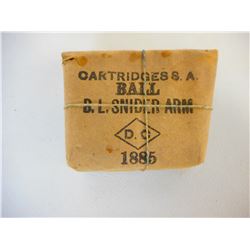 CARTRIDGES S. A.
BALL
B. L. SNIDER ARM
D. C
1885